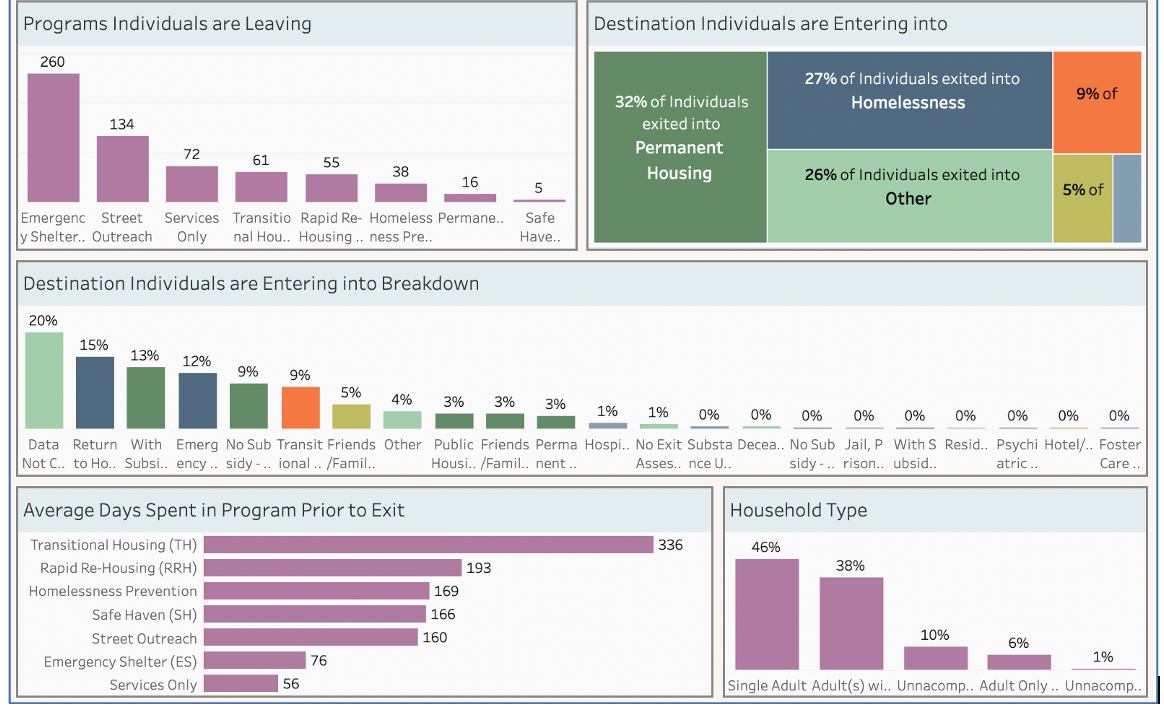 Programs Individuals are Leaving
260
134
72
61
55
38
16
5
Emergenc
y Shelter..
Street
Outreach
Services
Only
Transitio
nal Hou..
Rapid Re-
Housing ..
Homeless
ness Pre..
Permane..
Safe
Have..
Destination Individuals are Entering into
32% of Individuals
exited into
Permanent
Housing
27% of Individuals exited into
Homelessness
26% of Individuals exited into
Other
9% of
5% of
Destination Individuals are Entering into Breakdown
20%
15%
13%
12%
9%
9%
5%
4%
3%
3%
3%
1%
1%
0%
0%
0%
0%
0%
0%
0%
0%
0%
Data
Not C..
Return
to Ho..
With
Subsi..
Emerg
ency ..
No Sub
sidy - ..
Transit
ional ..
Friends
/Famil..
Other
Public
Housi..
Friends
/Famil..
Perma
nent ..
Hospi..
No Exit
Asses..
Substa
nce U..
Decea..
No Sub
sidy - ..
Jail, P
rison..
With S
ubsid..
Resid..
Psychi
atric ..
Hotel/..
Foster
Care ..
Average Days Spent in Program Prior to Exit
Transitional Housing (TH) 336
Rapid Re-Housing (RRH) 193
Homelessness Prevention 169
Safe Haven (SH) 166
Street Outreach 160
Emergency Shelter (ES) 76
Services Only 56
Household Type
46%
38%
10%
6%
1%
Single Adult
Adult(s) wi..
Unnacomp..
Adult Only ..
Unnacomp..